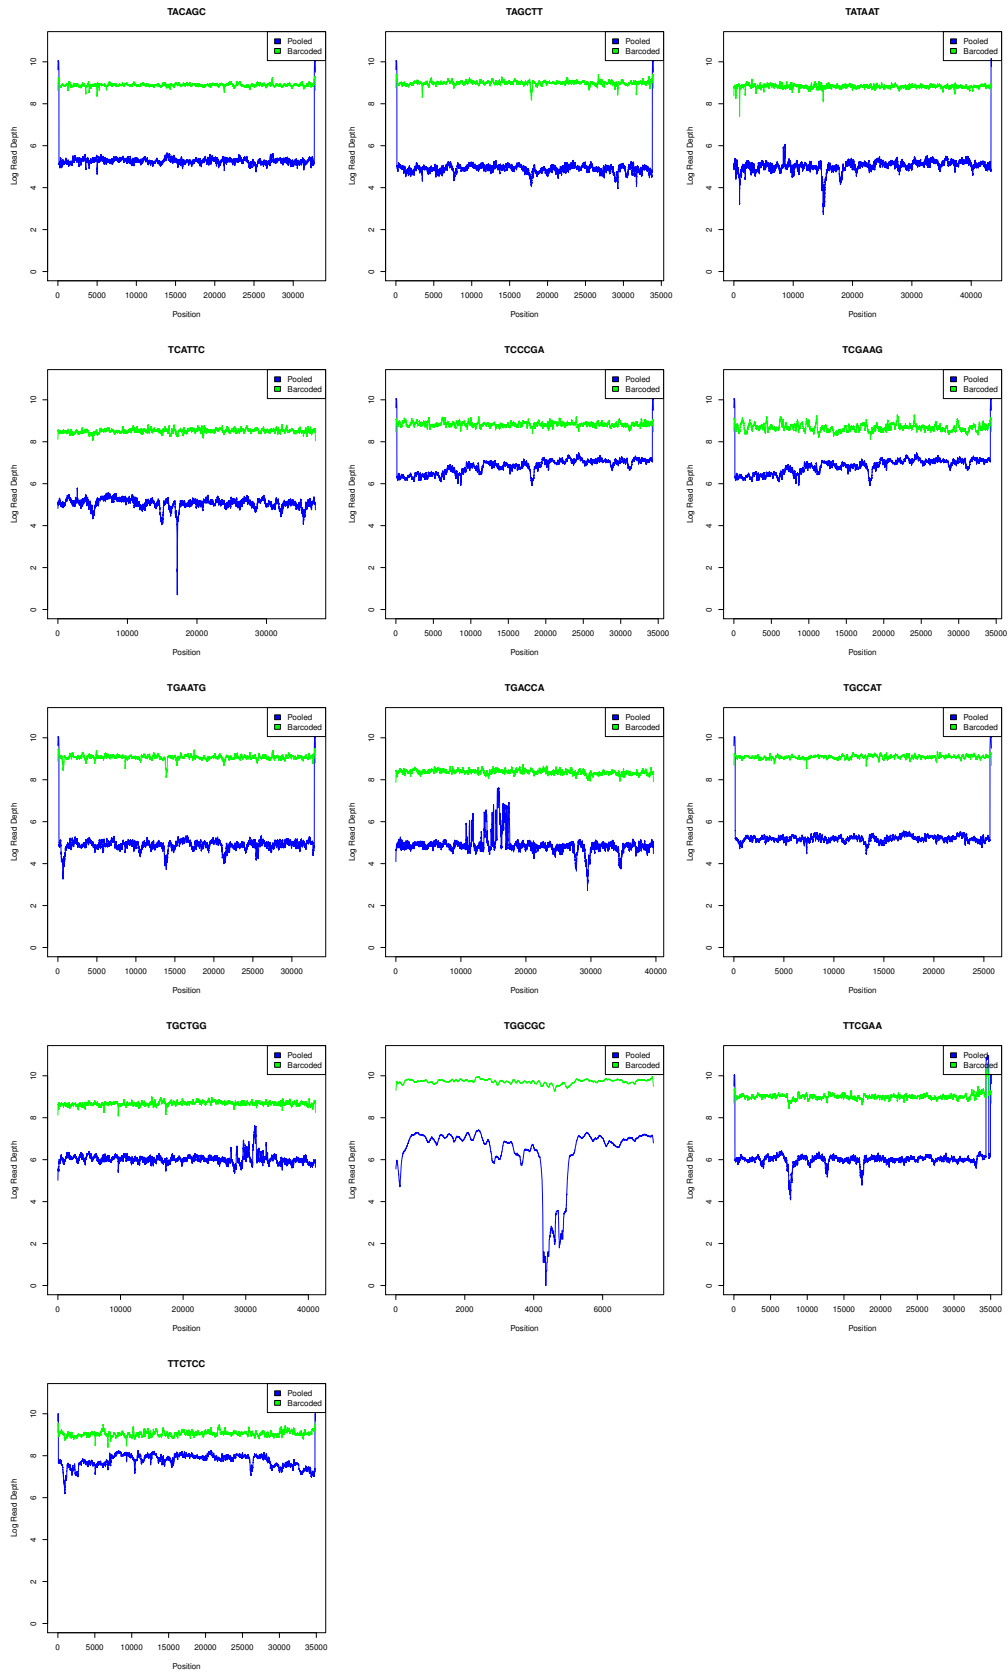 TACAGC
Pooled
Barcoded
Log Read Depth
0 2 4 6 8 10
0 5000 10000 15000 20000 25000 30000
Position
TAGCTT
Pooled
Barcoded
Log Read Depth
0 2 4 6 8 10
0 5000 10000 15000 20000 25000 30000 35000
Position
TATAAT
Pooled
Barcoded
Log Read Depth
0 2 4 6 8 10
0 10000 20000 30000 40000
Position
TCATTC
Pooled
Barcoded
Log Read Depth
0 2 4 6 8 10
0 10000 20000 30000
Position
TCCCGA
Pooled
Barcoded
Log Read Depth
0 2 4 6 8 10
0 5000 10000 15000 20000 25000 30000 35000
Position
TCGAAG
Pooled
Barcoded
Log Read Depth
0 2 4 6 8 10
0 5000 10000 15000 20000 25000 30000 35000
Position
TGAATG
Pooled
Barcoded
Log Read Depth
0 2 4 6 8 10
0 5000 10000 15000 20000 25000 30000
Position
TGACCA
Pooled
Barcoded
Log Read Depth
0 2 4 6 8 10
0 10000 20000 30000 40000
Position
TGCCAT
Pooled
Barcoded
Log Read Depth
0 2 4 6 8 10
0 5000 10000 15000 20000 25000
Position
TGCTGG
Pooled
Barcoded
Log Read Depth
0 2 4 6 8 10
0 10000 20000 30000 40000
Position
TGGCGC
Pooled
Barcoded
Log Read Depth
0 2 4 6 8 10
0 2000 4000 6000
Position
TTCGAA
Pooled
Barcoded
Log Read Depth
0 2 4 6 8 10
0 5000 10000 15000 20000 25000 30000 35000
Position
TTCTCC
Pooled
Barcoded
Log Read Depth
0 2 4 6 8 10
0 5000 10000 15000 20000 25000 30000 35000
Position